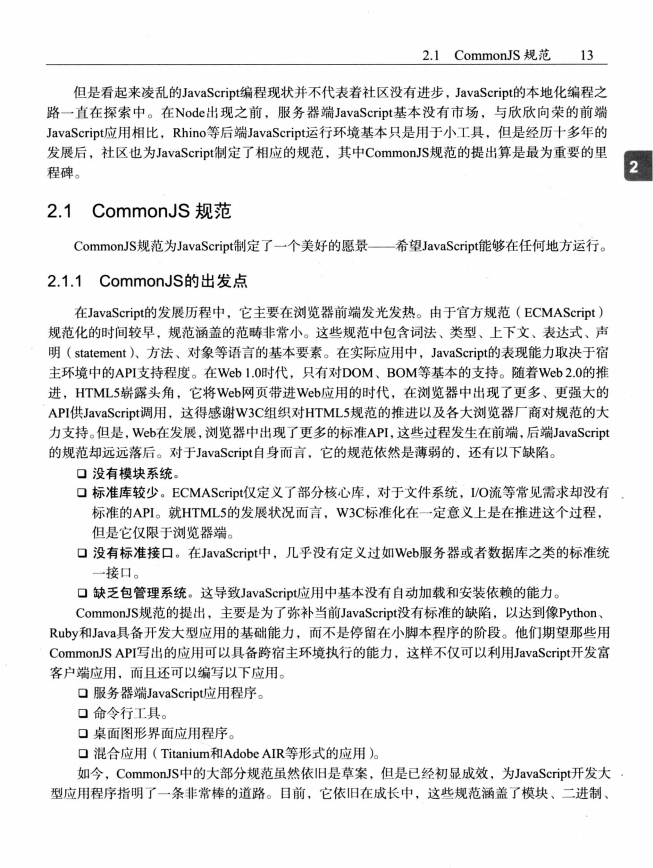 2.1 CommonJS 规范 13
但是看起来凌乱的JavaScript编程现状并不代表着社区没有进步，JavaScript的本地化编程之
路一直在探索中。在Node出现之前，服务器端JavaScript基本没有市场，与欣欣向荣的前端
JavaScript应用相比，Rhino等后端JavaScript运行环境基本只是用于小工具，但是经历十多年的
发展后，社区也为JavaScript制定了相应的规范，其中CommonJS规范的提出算是最为重要的里
程碑。
2
2.1 CommonJS 规范
CommonJS规范为JavaScript制定了一个美好的愿景——希望JavaScript能够在任何地方运行。
2.1.1 CommonJS的出发点
在JavaScript的发展历程中，它主要在浏览器前端发光发热。由于官方规范（ECMAScript）
规范化的时间较早，规范涵盖的范畴非常小。这些规范中包含词法、类型、上下文、表达式、声
明（statement）、方法、对象等语言的基本要素。在实际应用中，JavaScript的表现能力取决于宿
主环境中的API支持程度。在Web 1.0时代，只有对DOM、BOM等基本的支持。随着Web 2.0的推
进，HTML5崭露头角，它将Web网页带进Web应用的时代，在浏览器中出现了更多、更强大的
API供JavaScript调用，这得感谢W3C组织对HTML5规范的推进以及各大浏览器厂商对规范的大
力支持。但是，Web在发展，浏览器中出现了更多的标准API，这些过程发生在前端，后端JavaScript
的规范却远远落后。对于JavaScript自身而言，它的规范依然是薄弱的，还有以下缺陷。
❑ 没有模块系统。
❑ 标准库较少。ECMAScript仅定义了部分核心库，对于文件系统，I/O流等常见需求却没有
标准的API。就HTML5的发展状况而言，W3C标准化在一定意义上是在推进这个过程，
但是它仅限于浏览器端。
❑ 没有标准接口。在JavaScript中，几乎没有定义过如Web服务器或者数据库之类的标准统
一接口。
❑ 缺乏包管理系统。这导致JavaScript应用中基本没有自动加载和安装依赖的能力。
CommonJS规范的提出，主要是为了弥补当前JavaScript没有标准的缺陷，以达到像Python、
Ruby和Java具备开发大型应用的基础能力，而不是停留在小脚本程序的阶段。他们期望那些用
CommonJS API写出的应用可以具备跨宿主环境执行的能力，这样不仅可以利用JavaScript开发富
客户端应用，而且还可以编写以下应用。
❑ 服务器端JavaScript应用程序。
❑ 命令行工具。
❑ 桌面图形界面应用程序。
❑ 混合应用（Titanium和Adobe AIR等形式的应用）。
如今，CommonJS中的大部分规范虽然依旧是草案，但是已经初显成效，为JavaScript开发大
型应用程序指明了一条非常棒的道路。目前，它依旧在成长中，这些规范涵盖了模块、二进制、